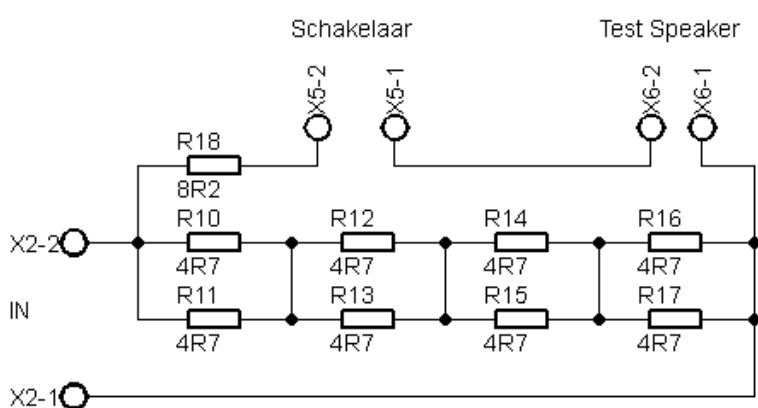 Schakelaar
Test Speaker
X5-2
X5-1
X6-2
X6-1
R18
8R2
R10
R12
R14
R16
X2-2
4R7
4R7
4R7
4R7
R11
R13
R15
R17
IN
4R7
4R7
4R7
4R7
X2-1